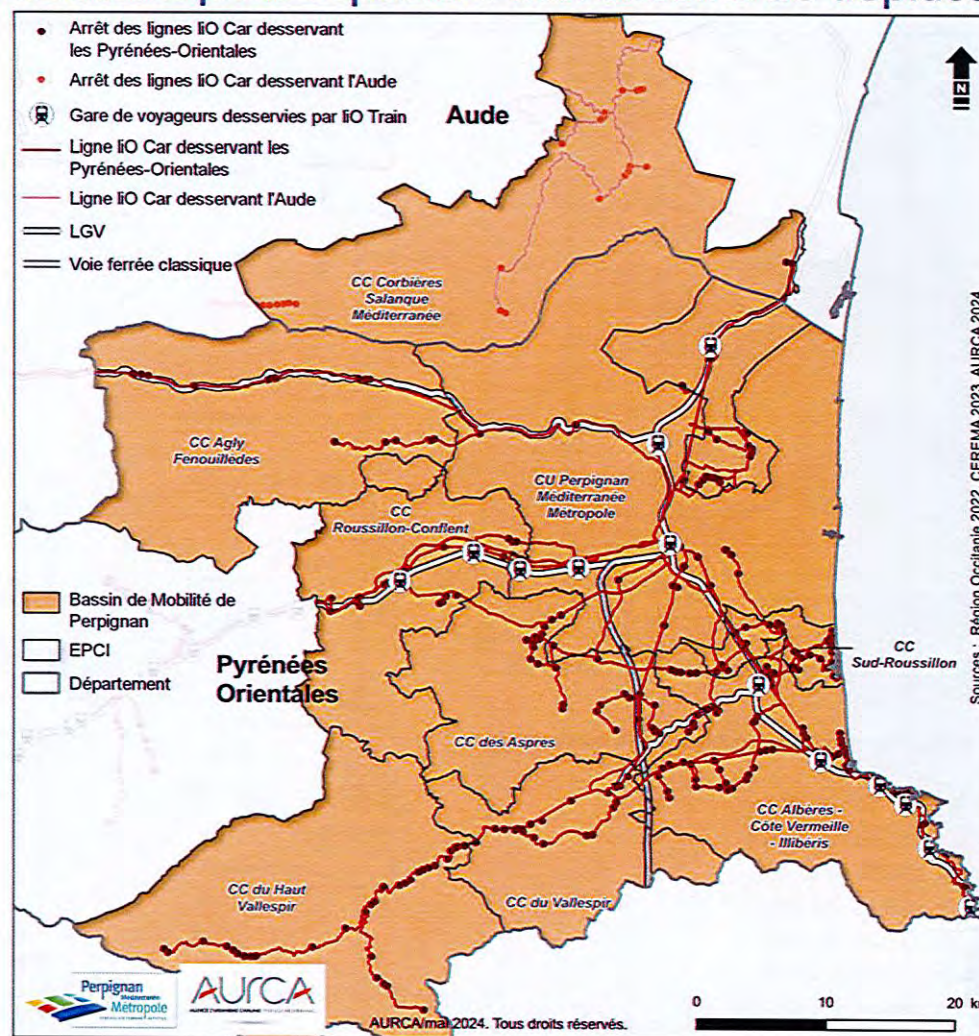 Arrêt des lignes liO Car desservant
les Pyrénées-Orientales
Arrêt des lignes liO Car desservant l'Aude
Gare de voyageurs desservies par liO Train
Ligne liO Car desservant les
Pyrénées-Orientales
Ligne liO Car desservant l'Aude
LGV
Voie ferrée classique
Aude
N
CC Corbières
Salanque
Méditerranée
CC Agly
Fenouillèdes
CU Perpignan
Méditerranée
Métropole
CC
Roussillon-Conflent
Bassin de Mobilité de
Perpignan
EPCI
Département
Pyrénées
Orientales
CC
Sud-Roussillon
CC des Aspres
CC Albères -
Côte Vermeille
- Illibéris
CC du Haut
Vallespir
CC du Vallespir
Perpignan
Méditerranée
Métropole
AURCA
AURCA/mai 2024. Tous droits réservés.
0 10 20 k
Sources : Région Occitanie 2022, CEREMA 2023, AURCA 2024